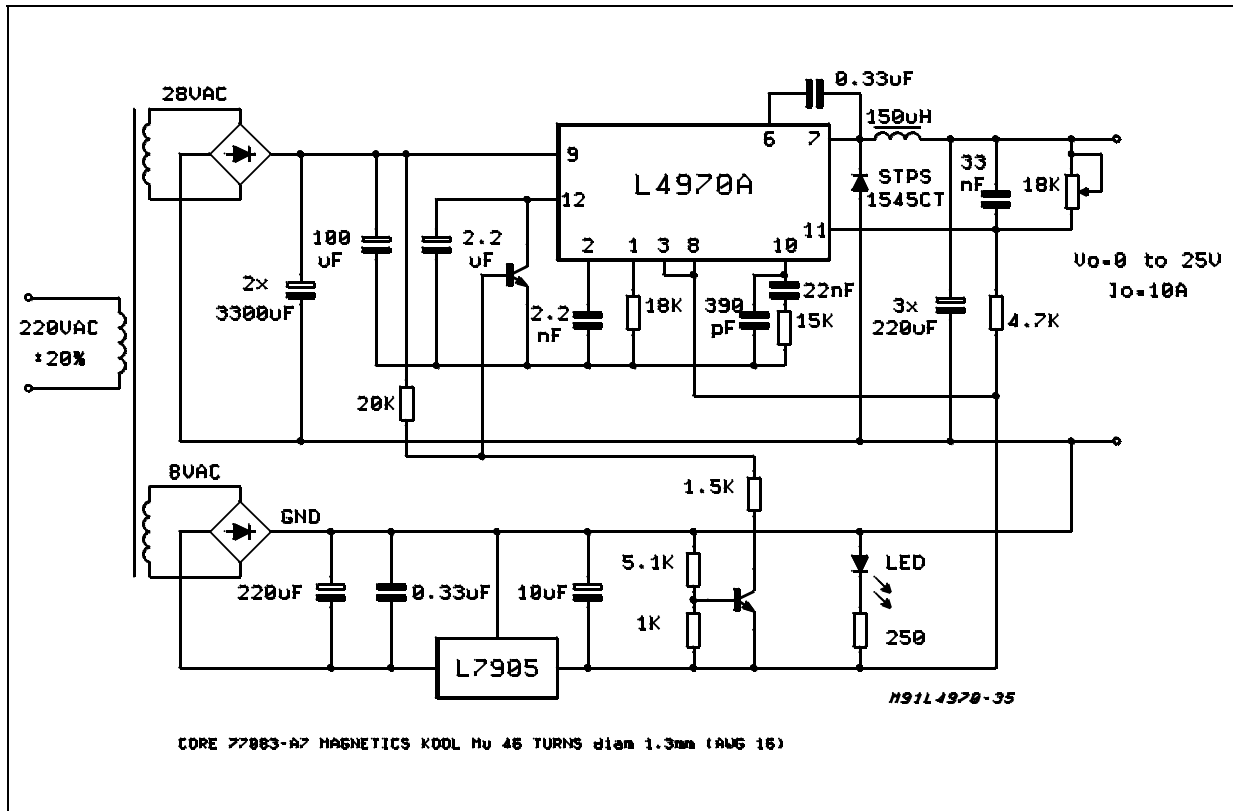 28VAC
0.33uF
150uH
6
7
9
L4970A
12
STPS
1545CT
33
nF
18K
11
2
1
3
8
10
100
uF
2.2
uF
Vo=0 to 25V
Io=10A
2x
3300uF
2.2
nF
18K
390
pF
22nF
15K
3x
220uF
4.7K
220VAC
±20%
20K
8VAC
GND
1.5K
220uF
0.33uF
10uF
5.1K
LED
1K
250
L7905
M91L4970-35
CORE 77083-A7 MAGNETICS KOOL Mu 46 TURNS diam 1.3mm (AWG 16)